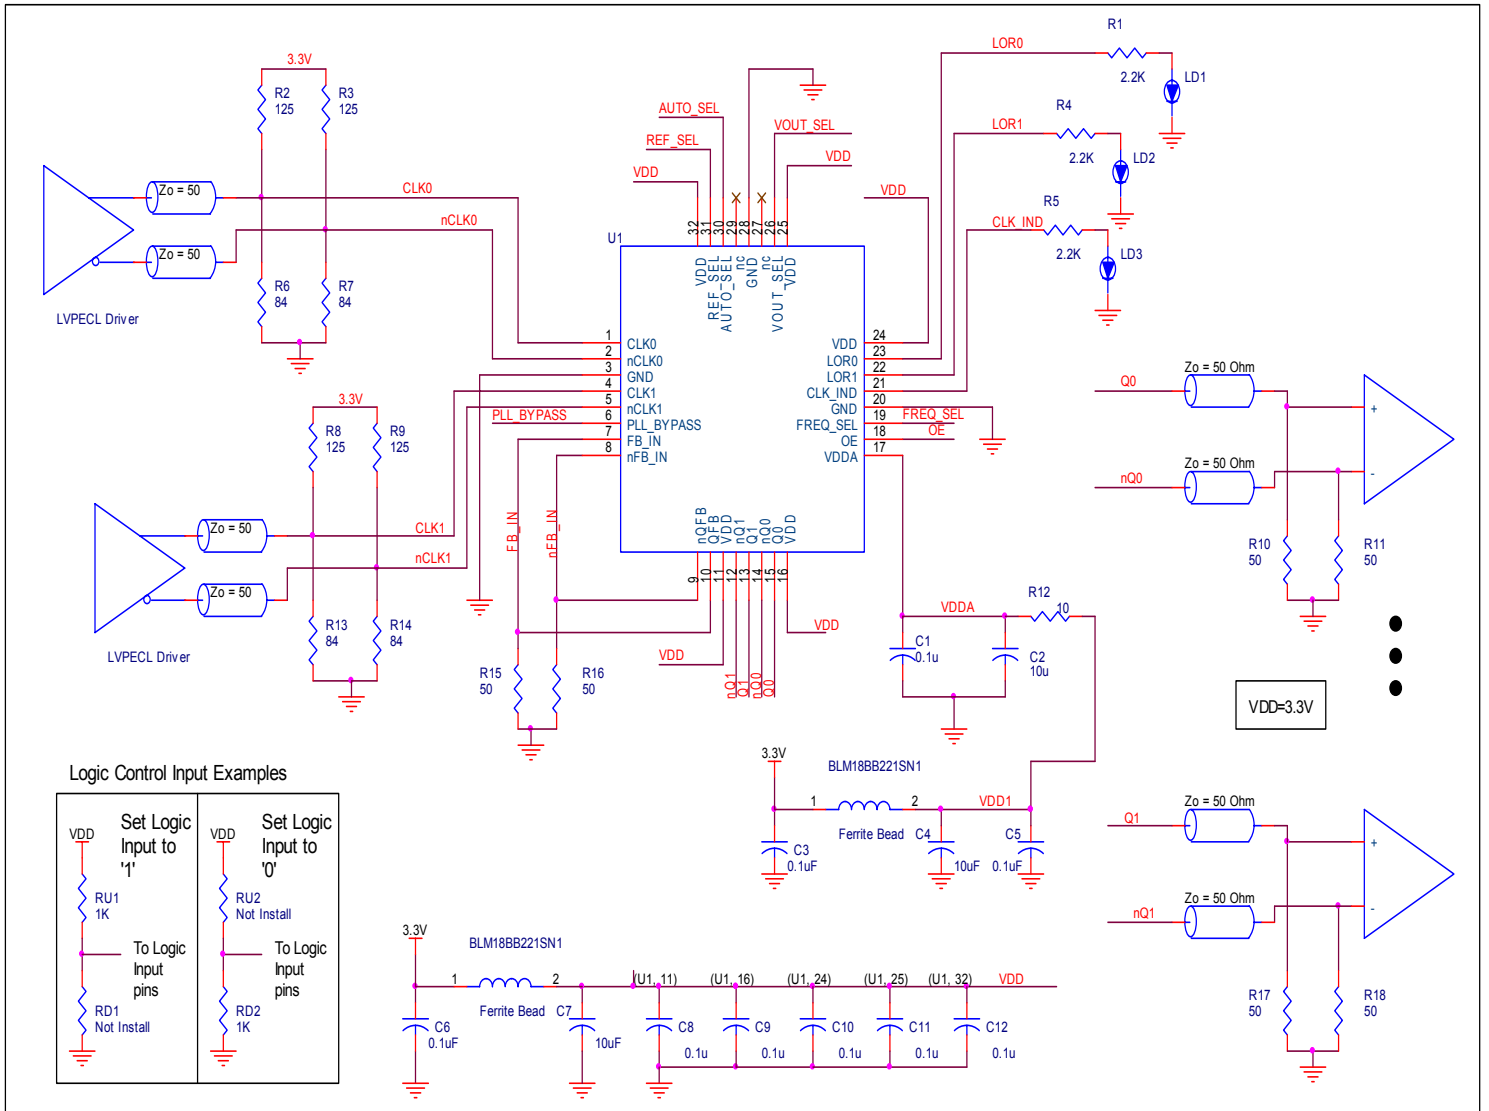 R1
LOR0
2.2K
LD1
3.3V
R2
125
R3
125
AUTO_SEL
REF_SEL
VDD
VOUT_SEL
VDD
VDD
R4
LOR1
2.2K
LD2
R5
CLK_IND
2.2K
LD3
Zo = 50
CLK0
Zo = 50
nCLK0
R6
84
R7
84
LVPECL Driver
U1
32
31
30
29
28
27
26
25
VDD
REF_SEL
AUTO_SEL
nc
GND
nc
VOUT_SEL
VDD
1
CLK0
2
nCLK0
3
GND
4
CLK1
5
nCLK1
6
PLL_BYPASS
7
FB_IN
8
nFB_IN
PLL_BYPASS
24
VDD
23
LOR0
22
LOR1
21
CLK_IND
20
GND
19
FREQ_SEL
18
OE
17
VDDA
FREQ_SEL
OE
nQFB
QFB
VDD
nQ1
Q1
nQ0
Q0
VDD
9
10
11
12
13
14
15
16
3.3V
R8
125
R9
125
Zo = 50
CLK1
Zo = 50
nCLK1
R13
84
R14
84
LVPECL Driver
FB_IN
nFB_IN
R15
50
R16
50
VDD
nQ1
Q1
nQ0
Q0
VDD
VDDA
R12
10
C1
0.1u
C2
10u
Zo = 50 Ohm
Q0
+
Zo = 50 Ohm
nQ0
-
R10
50
R11
50
VDD=3.3V
3.3V
BLM18BB221SN1
1
2
VDD1
Ferrite Bead
C3
0.1uF
C4
10uF
C5
0.1uF
Zo = 50 Ohm
Q1
+
Zo = 50 Ohm
nQ1
-
R17
50
R18
50
Logic Control Input Examples
Set Logic
Input to
'1'
VDD
RU1
1K
To Logic
Input
pins
RD1
Not Install
Set Logic
Input to
'0'
VDD
RU2
Not Install
To Logic
Input
pins
RD2
1K
3.3V
BLM18BB221SN1
1
2
Ferrite Bead
(U1, 11)
(U1, 16)
(U1, 24)
(U1, 25)
(U1, 32)
VDD
C6
0.1uF
C7
10uF
C8
0.1u
C9
0.1u
C10
0.1u
C11
0.1u
C12
0.1u